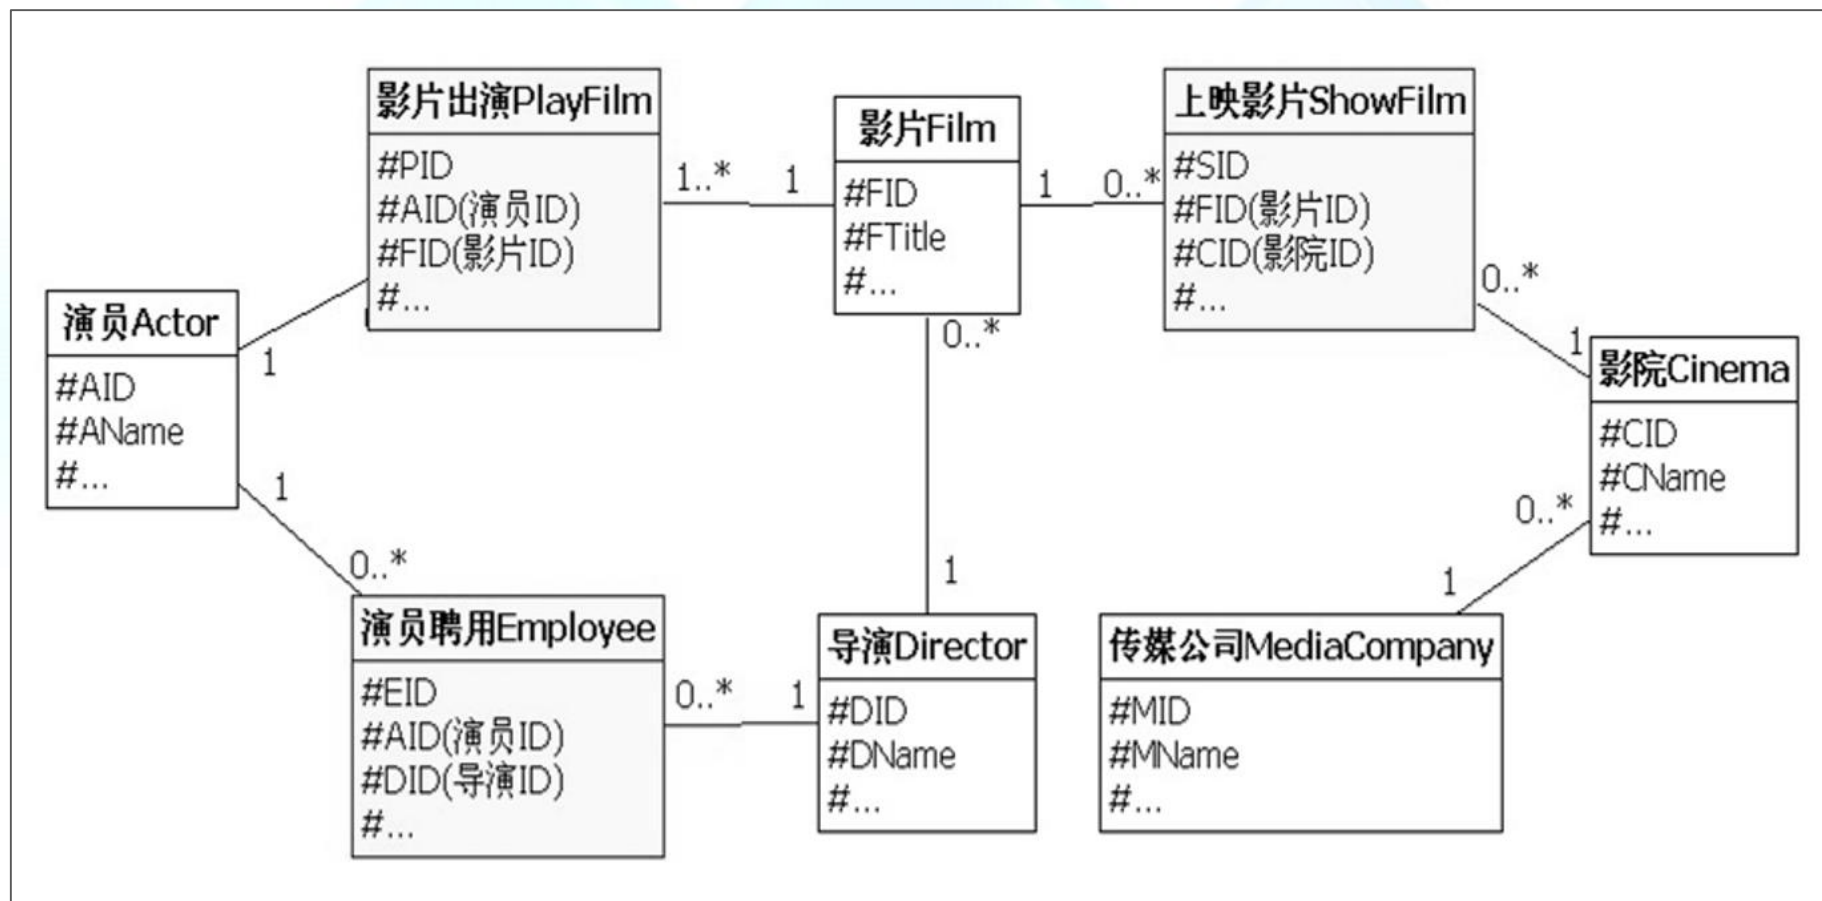 影片出演PlayFilm
#PID
#AID(演员ID)
#FID(影片ID)
#...
1..*
1
影片Film
#FID
#FTitle
#...
1
0..*
上映影片ShowFilm
#SID
#FID(影片ID)
#CID(影院ID)
#...
0..*
1
演员Actor
#AID
#AName
#...
1
1
0..*
0..*
1
影院Cinema
#CID
#CName
#...
0..*
1
演员聘用Employee
#EID
#AID(演员ID)
#DID(导演ID)
#...
0..*
1
导演Director
#DID
#DName
#...
传媒公司MediaCompany
#MID
#MName
#...